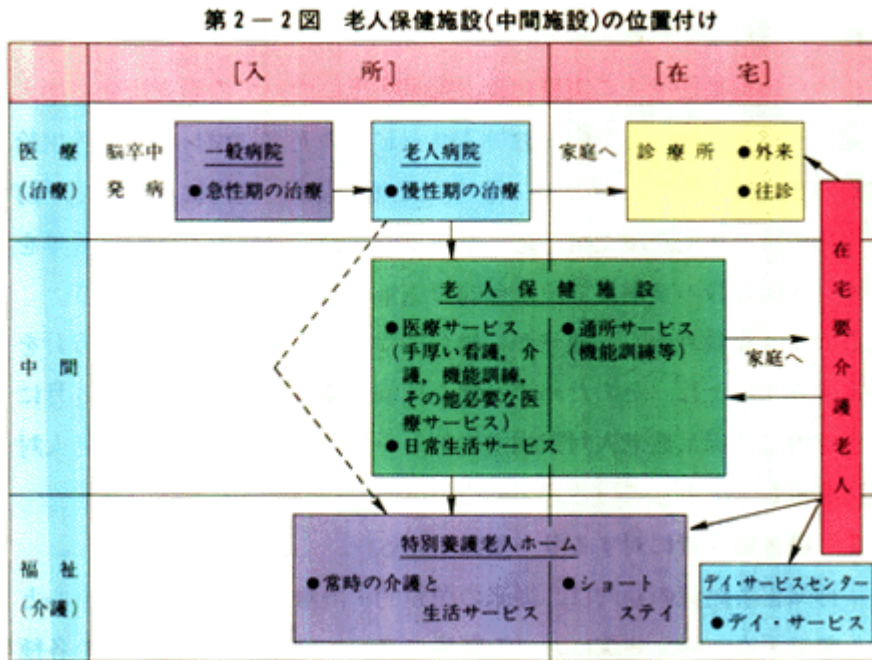 第2－2図 老人保健施設(中間施設)の位置付け
[入 所]
[在 宅]
医 療
(治療)
脳卒中
発 病
一般病院
●急性期の治療
老人病院
●慢性期の治療
家庭へ
診 療 所 ●外来
●往診
在宅要介護老人
中 間
老 人 保 健 施 設
●医療サービス
(手厚い看護，介
護，機能訓練，
その他必要な医
療サービス)
●日常生活サービス
●通所サービス
(機能訓練等)
家庭へ
福 祉
(介護)
特別養護老人ホーム
●常時の介護と
生活サービス
●ショート
ステイ
デイ・サービスセンター
●デイ・サービス